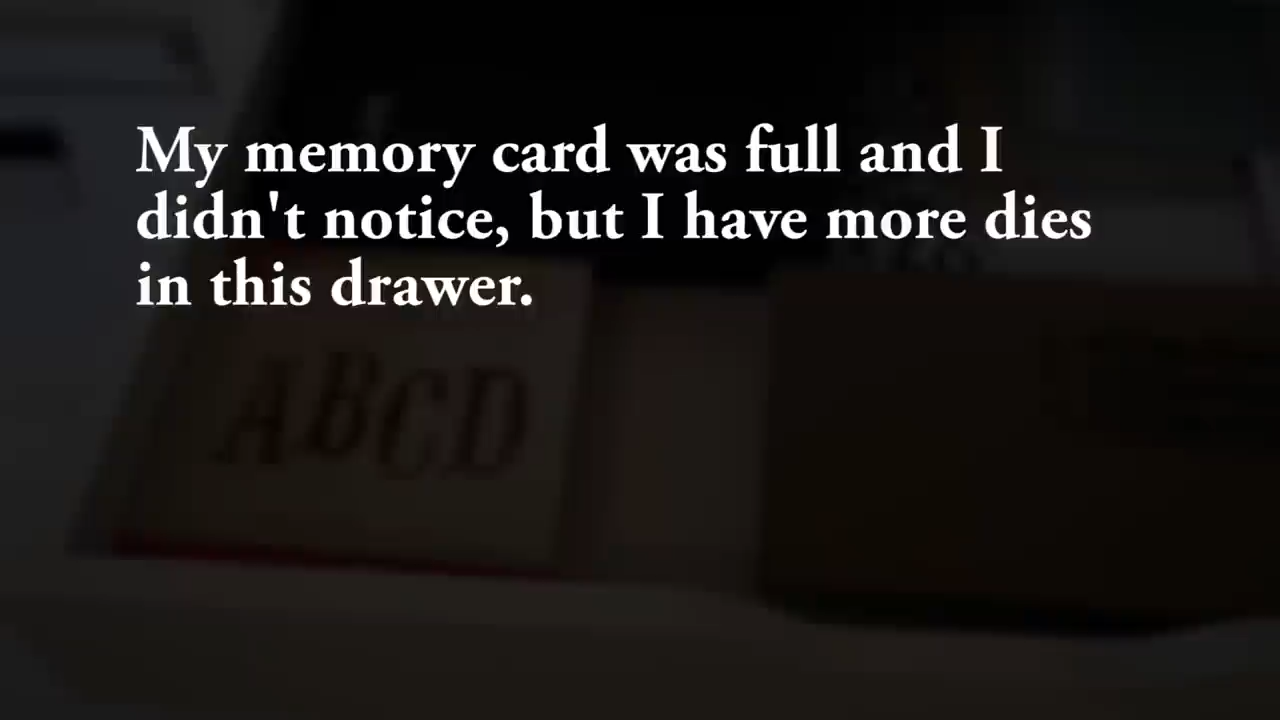 My memory card was full and I
didn't notice, but I have more dies
in this drawer.
ABCD